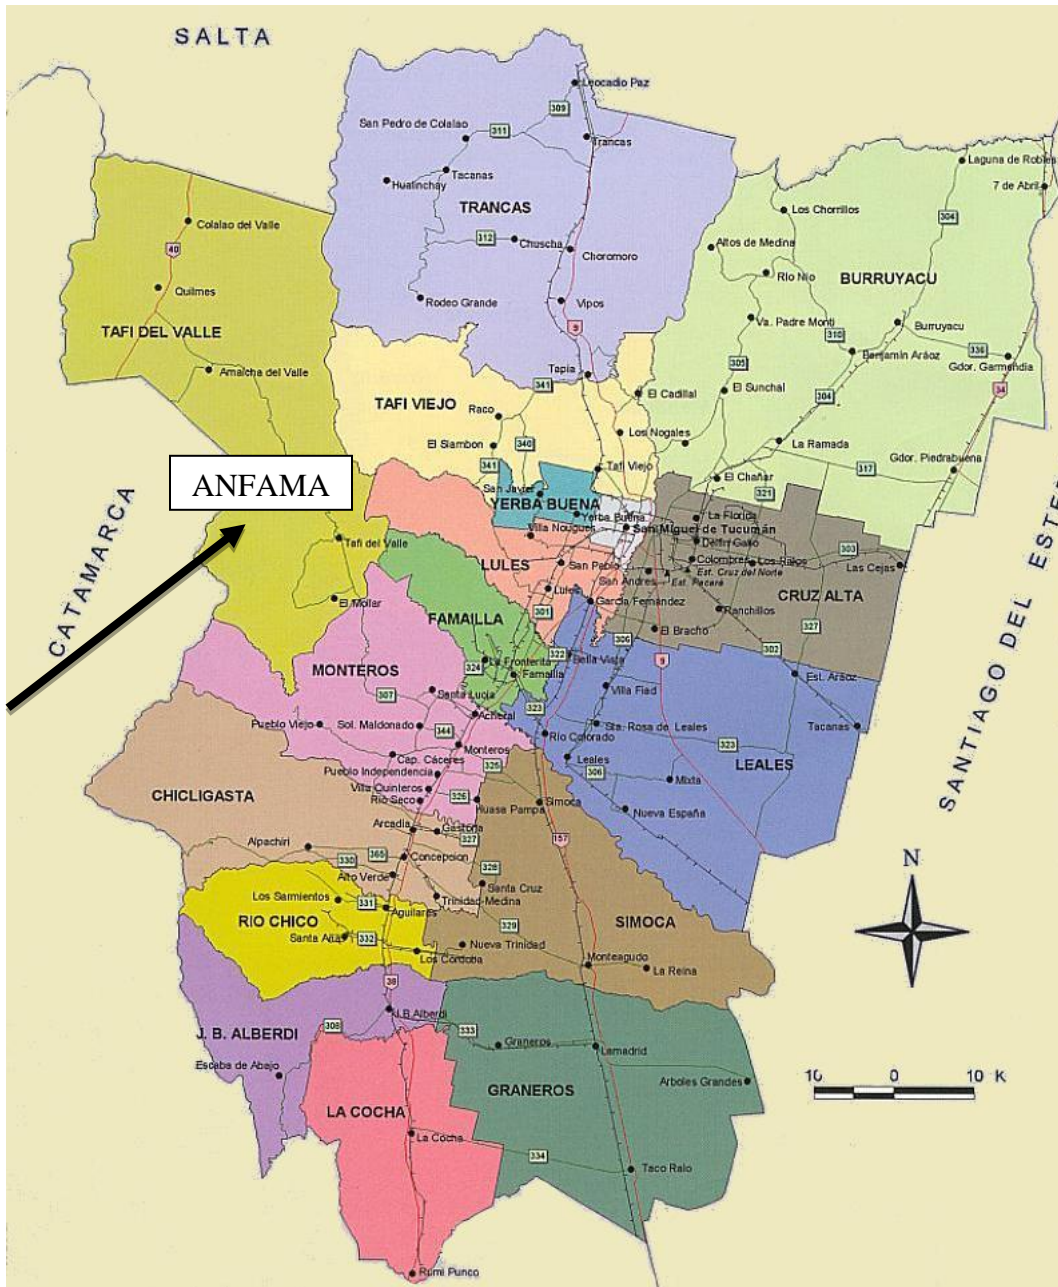 SALTA
Leocadio Paz
309
San Pedro de Colalao
311
Trancas
Tacanas
Hualinchay
TRANCAS
312
Chuscha
Choromoro
Rodeo Grande
Vipos
9
Tapia
Laguna de Robles
7 de Abril
Los Chorrillos
304
Altos de Medina
Rio Nio
BURRUYACU
Va. Padre Monti
310
Burruyacu
336
Benjamin Aráoz
Gdor. Garmendia
305
El Sunchal
304
34
La Ramada
Gdor. Piedrabuena
317
El Chañar
321
Colalao del Valle
40
Quilmes
TAFI DEL VALLE
Amaicha del Valle
TAFI VIEJO
341
Raco
El Cadillal
El Siambon
340
Los Nogales
341
Tafi Viejo
ANFAMA
CATAMARCA
San Javier
YERBA BUENA
Yerba Buena
Villa Nougues
San Miguel de Tucumán
La Florida
Delfin Gallo
Colombres
Los Ralos
Est. Cruz del Norte
Est. Pacará
303
Las Cejas
CRUZ ALTA
Tafi del Valle
LULES
San Pablo
San Andres
Lules
Garcia Fernandez
Ranchillos
327
El Mollar
FAMAILLA
301
306
El Bracho
302
SANTIAGO DEL ESTER
MONTEROS
324
La Fronterita
322
Bella Vista
9
Famailla
Est. Aráoz
307
Santa Lucia
Villa Fiad
323
Acheral
Pueblo Viejo
Sol. Maldonado
344
Sta. Rosa de Leales
Tacanas
Rio Colorado
323
Monteros
Leales
LEALES
Cap. Cáceres
325
306
Mixta
Pueblo Independencia
CHICLIGASTA
Villa Quinteros
326
Rio Seco
Huasa Pampa
Simoca
Nueva España
Arcadia
Gastona
327
157
Alpachiri
365
330
Concepcion
328
Alto Verde
Santa Cruz
Los Sarmientos
331
Trinidad-Medina
Aguilares
RIO CHICO
329
SIMOCA
Santa Ana
332
Nueva Trinidad
Los Cordoba
Monteagudo
La Reina
N
38
J.B.Alberdi
J. B. ALBERDI
308
333
Graneros
Lamadrid
Escaba de Abajo
GRANEROS
Arboles Grandes
10 0 10 K
LA COCHA
La Cocha
334
Taco Ralo
Rumi Punco